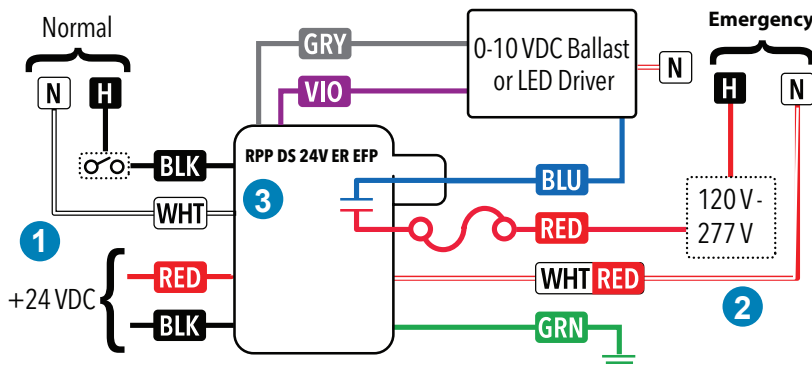 Normal
Emergency
N
H
GRY
VIO
0-10 VDC Ballast
or LED Driver
N
H
N
BLK
RPP DS 24V ER EFP
3
WHT
1
BLU
120 V -
277 V
RED
RED
+24 VDC
BLK
WHT RED
2
GRN